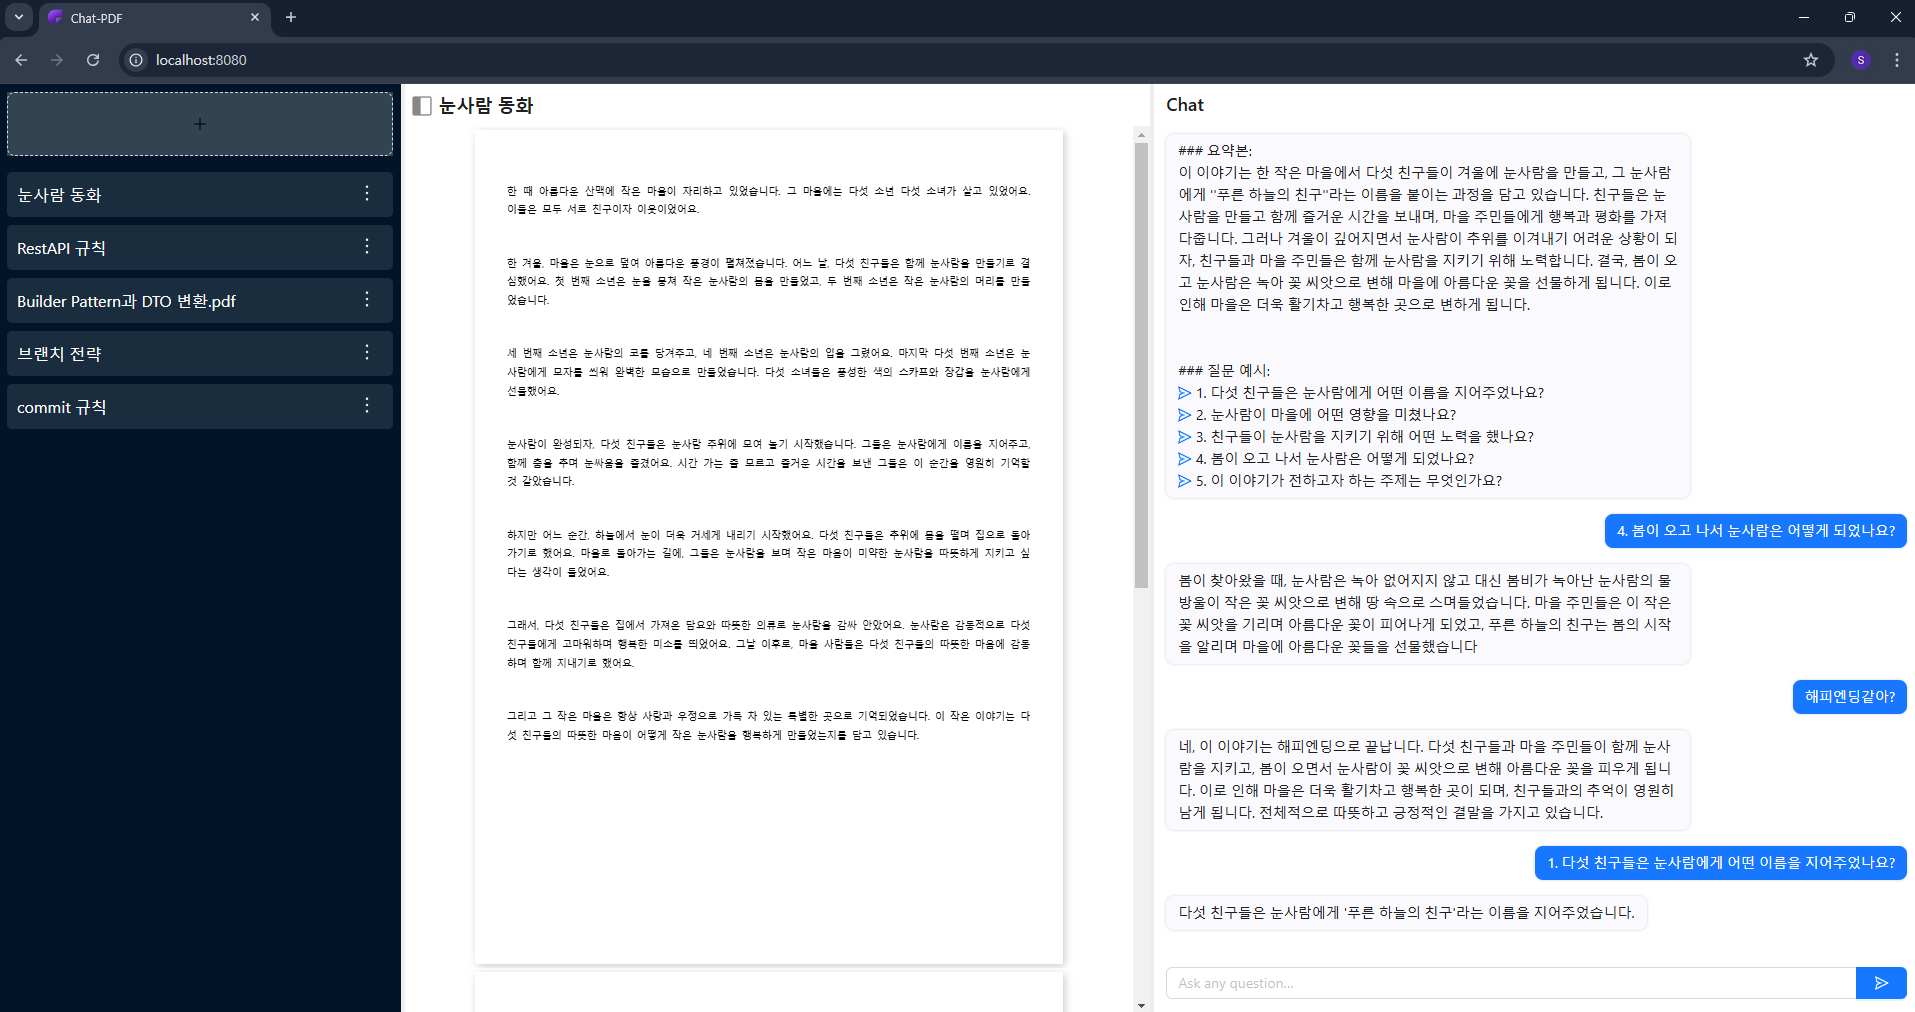 Chat-PDF
localhost:8080
S
+
눈사람 동화
RestAPI 규칙
Builder Pattern과 DTO 변환.pdf
브랜치 전략
commit 규칙
눈사람 동화
한 때 아름다운 산맥에 작은 마을이 자리하고 있었습니다. 그 마을에는 다섯 소년 다섯 소녀가 살고 있었어요.
이들은 모두 서로 친구이자 이웃이었어요.
한 겨울, 마을은 눈으로 덮여 아름다운 풍경이 펼쳐졌습니다. 어느 날, 다섯 친구들은 함께 눈사람을 만들기로 결
심했어요. 첫 번째 소년은 눈을 뭉쳐 작은 눈사람의 몸을 만들었고, 두 번째 소년은 작은 눈사람의 머리를 만들
었습니다.
세 번째 소년은 눈사람의 코를 당겨주고, 네 번째 소년은 눈사람의 입을 그렸어요. 마지막 다섯 번째 소년은 눈
사람에게 모자를 씌워 완벽한 모습으로 만들었습니다. 다섯 소녀들은 풍성한 색의 스카프와 장갑을 눈사람에게
선물했어요.
눈사람이 완성되자, 다섯 친구들은 눈사람 주위에 모여 놀기 시작했습니다. 그들은 눈사람에게 이름을 지어주고,
함께 춤을 추며 눈싸움을 즐겼어요. 시간 가는 줄 모르고 즐거운 시간을 보낸 그들은 이 순간을 영원히 기억할
것 같았습니다.
하지만 어느 순간, 하늘에서 눈이 더욱 거세게 내리기 시작했어요. 다섯 친구들은 추위에 몸을 떨며 집으로 돌아
가기로 했어요. 마을로 돌아가는 길에, 그들은 눈사람을 보며 작은 마음이 미약한 눈사람을 따뜻하게 지키고 싶
다는 생각이 들었어요.
그래서, 다섯 친구들은 집에서 가져온 담요와 따뜻한 의류로 눈사람을 감싸 안았어요. 눈사람은 감동적으로 다섯
친구들에게 고마워하며 행복한 미소를 띄었어요. 그날 이후로, 마을 사람들은 다섯 친구들의 따뜻한 마음에 감동
하며 함께 지내기로 했어요.
그리고 그 작은 마을은 항상 사랑과 우정으로 가득 차 있는 특별한 곳으로 기억되었습니다. 이 작은 이야기는 다
섯 친구들의 따뜻한 마음이 어떻게 작은 눈사람을 행복하게 만들었는지를 담고 있습니다.
Chat
### 요약본:
이 이야기는 한 작은 마을에서 다섯 친구들이 겨울에 눈사람을 만들고, 그 눈사람
에게 "푸른 하늘의 친구"라는 이름을 붙이는 과정을 담고 있습니다. 친구들은 눈
사람을 만들고 함께 즐거운 시간을 보내며, 마을 주민들에게 행복과 평화를 가져
다줍니다. 그러나 겨울이 깊어지면서 눈사람이 추위를 이겨내기 어려운 상황이 되
자, 친구들과 마을 주민들은 함께 눈사람을 지키기 위해 노력합니다. 결국, 봄이 오
고 눈사람은 녹아 꽃 씨앗으로 변해 마을에 아름다운 꽃을 선물하게 됩니다. 이로
인해 마을은 더욱 활기차고 행복한 곳으로 변하게 됩니다.
### 질문 예시:
1. 다섯 친구들은 눈사람에게 어떤 이름을 지어주었나요?
2. 눈사람이 마을에 어떤 영향을 미쳤나요?
3. 친구들이 눈사람을 지키기 위해 어떤 노력을 했나요?
4. 봄이 오고 나서 눈사람은 어떻게 되었나요?
5. 이 이야기가 전하고자 하는 주제는 무엇인가요?
4. 봄이 오고 나서 눈사람은 어떻게 되었나요?
봄이 찾아왔을 때, 눈사람은 녹아 없어지지 않고 대신 봄비가 녹아난 눈사람의 물
방울이 작은 꽃 씨앗으로 변해 땅 속으로 스며들었습니다. 마을 주민들은 이 작은
꽃 씨앗을 기리며 아름다운 꽃이 피어나게 되었고, 푸른 하늘의 친구는 봄의 시작
을 알리며 마을에 아름다운 꽃들을 선물했습니다
해피엔딩같아?
네, 이 이야기는 해피엔딩으로 끝납니다. 다섯 친구들과 마을 주민들이 함께 눈사
람을 지키고, 봄이 오면서 눈사람이 꽃 씨앗으로 변해 아름다운 꽃을 피우게 됩니
다. 이로 인해 마을은 더욱 활기차고 행복한 곳이 되며, 친구들과의 추억이 영원히
남게 됩니다. 전체적으로 따뜻하고 긍정적인 결말을 가지고 있습니다.
1. 다섯 친구들은 눈사람에게 어떤 이름을 지어주었나요?
다섯 친구들은 눈사람에게 '푸른 하늘의 친구'라는 이름을 지어주었습니다.
Ask any question...